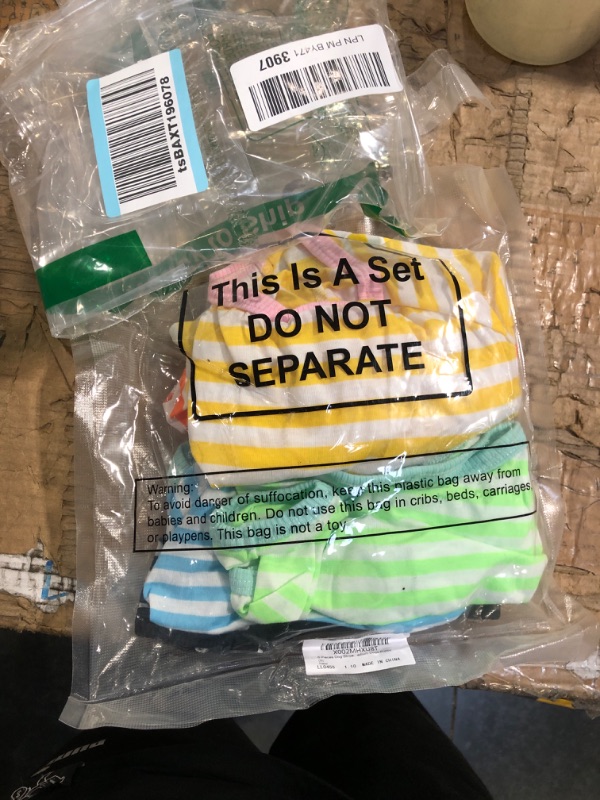 LPN PM BY471 3907
tsBAXT196078
to Ship
This Is A Set
DO NOT
SEPARATE
Warning:
To avoid danger of suffocation, keep this plastic bag away from
babies and children. Do not use this bag in cribs, beds, carriages
or playpens. This bag is not a toy
MADE IN CHINA